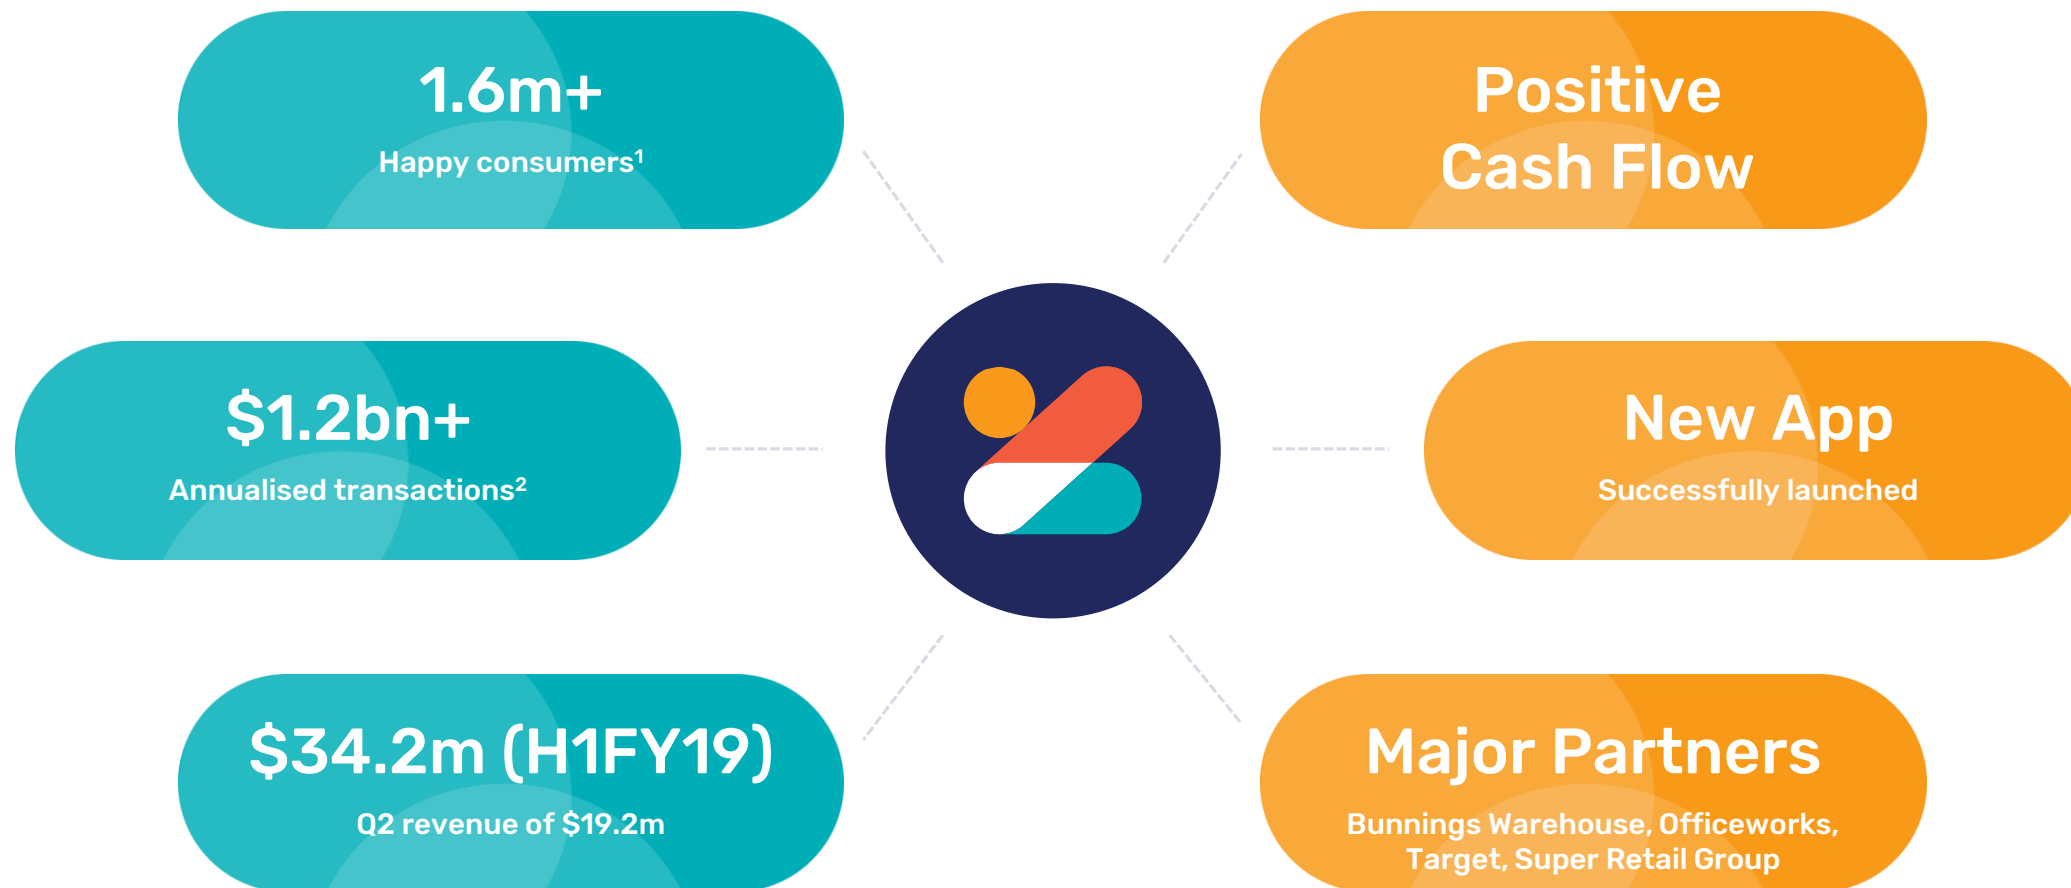 1.6m+
Happy consumers¹
Positive
Cash Flow
$1.2bn+
Annualised transactions²
New App
Successfully launched
$34.2m (H1FY19)
Q2 revenue of $19.2m
Major Partners
Bunnings Warehouse, Officeworks,
Target, Super Retail Group